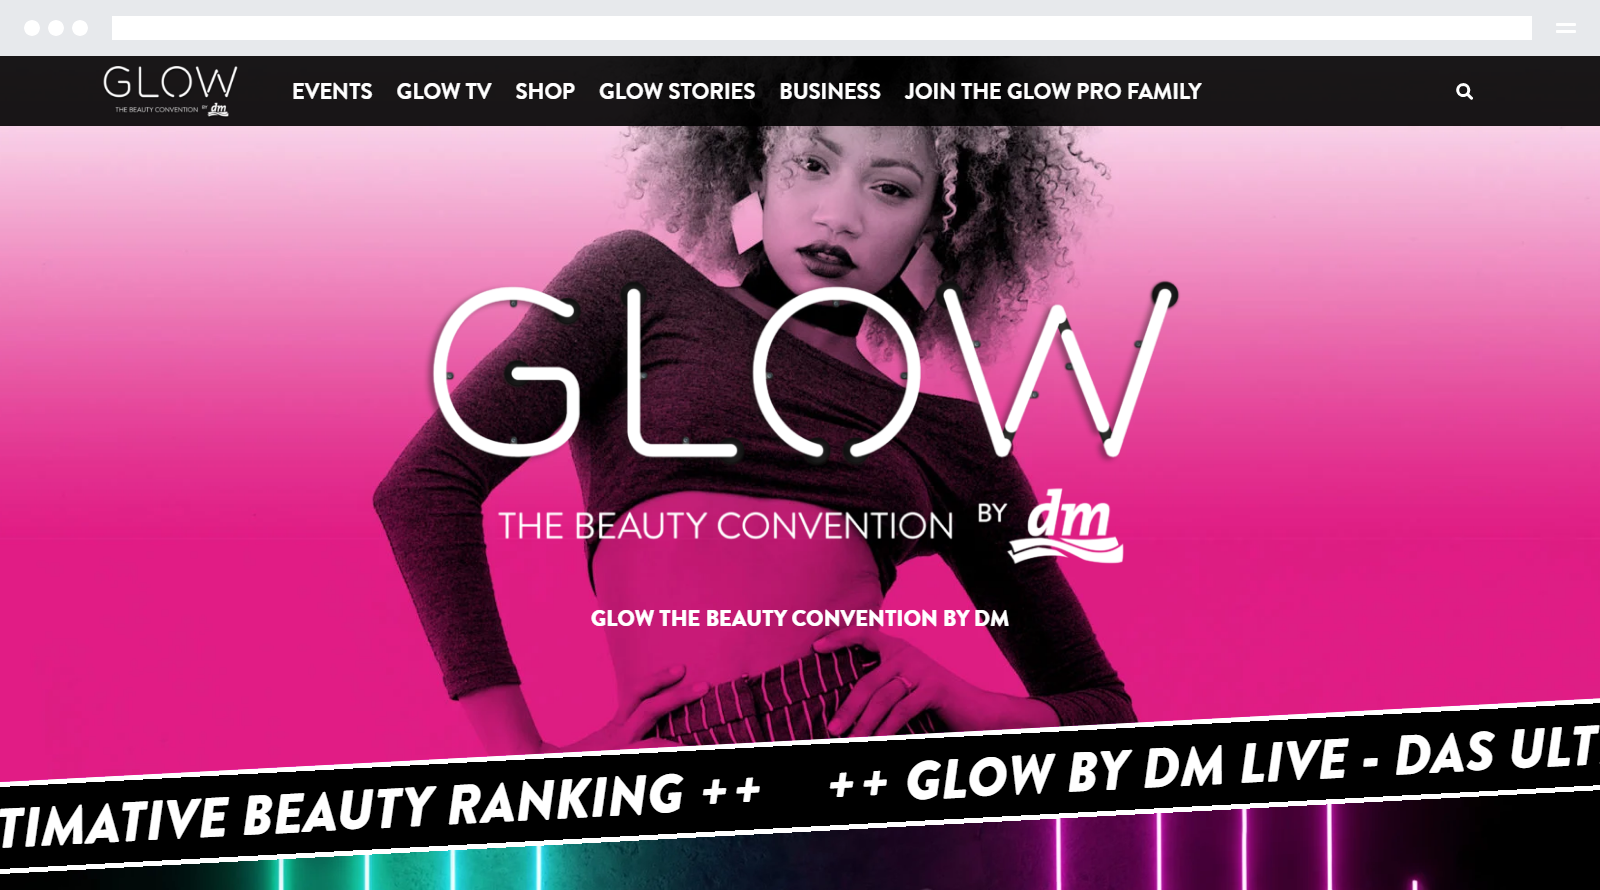 GLOW
THE BEAUTY CONVENTION BY dm
EVENTS GLOW TV SHOP GLOW STORIES BUSINESS JOIN THE GLOW PRO FAMILY
GLOW
THE BEAUTY CONVENTION BY dm
GLOW THE BEAUTY CONVENTION BY DM
TIMATIVE BEAUTY RANKING ++ ++ GLOW BY DM LIVE - DAS ULT